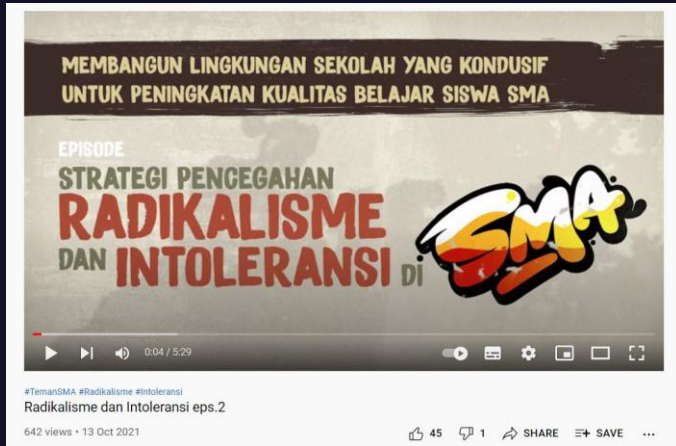 MEMBANGUN LINGKUNGAN SEKOLAH YANG KONDUSIF
UNTUK PENINGKATAN KUALITAS BELAJAR SISWA SMA
EPISODE
STRATEGI PENCEGAHAN
RADIKALISME
DAN INTOLERANSI DI
SMA
0:04 / 5:29
#TemanSMA #Radikalisme #Intoleransi
Radikalisme dan Intoleransi eps.2
642 views • 13 Oct 2021
45 1 SHARE SAVE